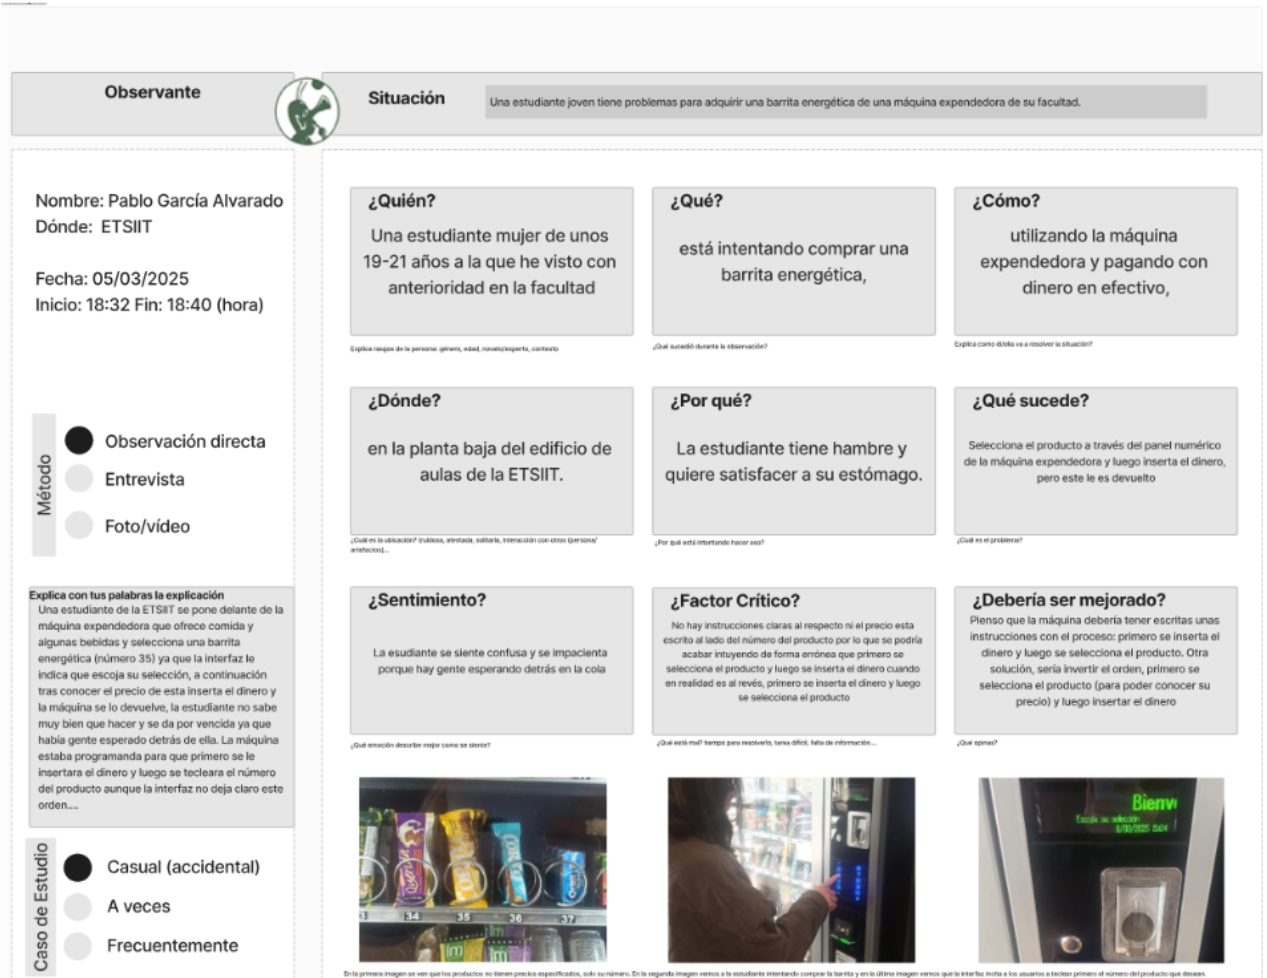 Observante
Situación
Una estudiante joven tiene problemas para adquirir una barrita energética de una máquina expendedora de su facultad.
Nombre: Pablo García Alvarado
Dónde: ETSIIT
Fecha: 05/03/2025
Inicio: 18:32 Fin: 18:40 (hora)
Método
Observación directa
Entrevista
Foto/vídeo
Explica con tus palabras la explicación
Una estudiante de la ETSIIT se pone delante de la
máquina expendedora que ofrece comida y
algunas bebidas y selecciona una barrita
energética (número 35) ya que la interfaz le
indica que escoja su selección, a continuación
tras conocer el precio de esta inserta el dinero y
la máquina se lo devuelve, la estudiante no sabe
muy bien que hacer y se da por vencida ya que
había gente esperado detrás de ella. La máquina
estaba programanda para que primero se le
insertara el dinero y luego se tecleara el número
del producto aunque la interfaz no deja claro este
orden....
Caso de Estudio
Casual (accidental)
A veces
Frecuentemente
¿Quién?
Una estudiante mujer de unos
19-21 años a la que he visto con
anterioridad en la facultad
Explica rasgos de la persona: género, edad, novato/experto, contexto
¿Qué?
está intentando comprar una
barrita energética,
¿Qué sucedió durante la observación?
¿Cómo?
utilizando la máquina
expendedora y pagando con
dinero en efectivo,
Explica como él/ella va a resolver la situación?
¿Dónde?
en la planta baja del edificio de
aulas de la ETSIIT.
¿Cuál es la ubicación? (ruidosa, atestada, solitaria, interacción con otros (persona/
artefactos)...
¿Por qué?
La estudiante tiene hambre y
quiere satisfacer a su estómago.
¿Por qué está intentando hacer eso?
¿Qué sucede?
Selecciona el producto a través del panel numérico
de la máquina expendedora y luego inserta el dinero,
pero este le es devuelto
¿Cuál es el problema?
¿Sentimiento?
La esudiante se siente confusa y se impacienta
porque hay gente esperando detrás en la cola
¿Qué emoción describe mejor como se siente?
¿Factor Crítico?
No hay instrucciones claras al respecto ni el precio esta
escrito al lado del número del producto por lo que se podría
acabar intuyendo de forma errónea que primero se
selecciona el producto y luego se inserta el dinero cuando
en realidad es al revés, primero se inserta el dinero y luego
se selecciona el producto
¿Qué está mal? tiempo para resolverlo, tarea difícil, falta de información...
¿Debería ser mejorado?
Pienso que la máquina debería tener escritas unas
instrucciones con el proceso: primero se inserta el
dinero y luego se selecciona el producto. Otra
solución, sería invertir el orden, primero se
selecciona el producto (para poder conocer su
precio) y luego insertar el dinero
¿Qué opinas?
34 35 36 37
Bienv
Escoja su selección
En la primera imagen se ven que los productos no tienen precios especificados, solo su número. En la segunda imagen vemos a la estudiante intentando comprar la barrita y en la última imagen vemos que la interfaz incita a los usuarios a teclear primero el número del producto que desean.